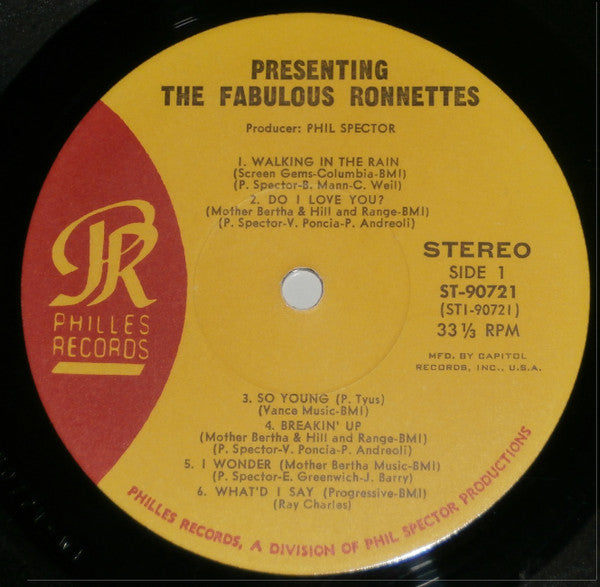 PRESENTING
THE FABULOUS RONNETTES
Producer: PHIL SPECTOR
1. WALKING IN THE RAIN
(Screen Gems-Columbia-BMI)
(P. Spector-B. Mann-C. Weil)
2. DO I LOVE YOU?
(Mother Bertha & Hill and Range-BMI)
(P. Spector-V. Poncia-P. Andreoli)
PR
PHILLES
RECORDS
STEREO
SIDE 1
ST-90721
(ST1-90721)
33⅓ RPM
MFD. BY CAPITOL
RECORDS, INC., U.S.A.
3. SO YOUNG (P. Tyus)
(Vance Music-BMI)
4. BREAKIN' UP
(Mother Bertha & Hill and Range-BMI)
(P. Spector-V. Poncia-P. Andreoli)
5. I WONDER (Mother Bertha Music-BMI)
(P. Spector-E. Greenwich-J. Barry)
6. WHAT'D I SAY (Progressive-BMI)
(Ray Charles)
PHILLES RECORDS, A DIVISION OF PHIL SPECTOR PRODUCTIONS